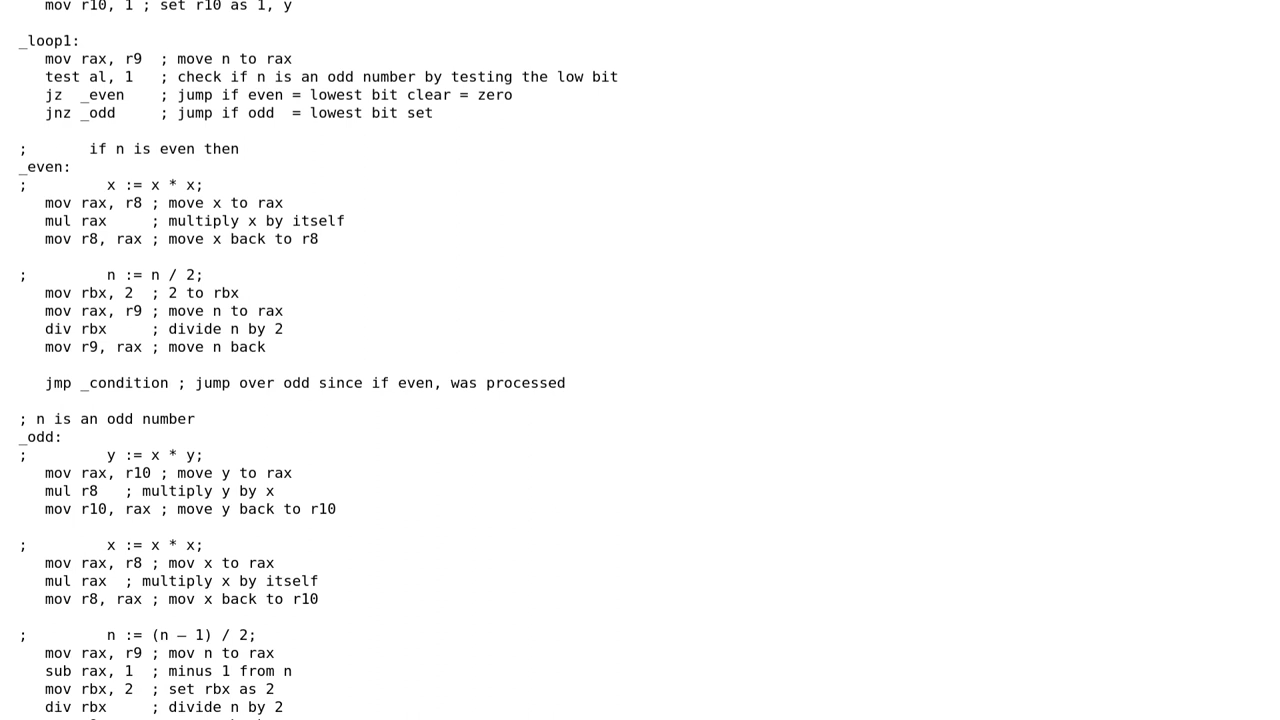 mov r10, 1 ; set r10 as 1, y
_loop1:
mov rax, r9  ; move n to rax
test al, 1   ; check if n is an odd number by testing the low bit
jz  _even    ; jump if even = lowest bit clear = zero
jnz _odd     ; jump if odd  = lowest bit set
;       if n is even then
_even:
;         x := x * x;
mov rax, r8 ; move x to rax
mul rax     ; multiply x by itself
mov r8, rax ; move x back to r8
;         n := n / 2;
mov rbx, 2  ; 2 to rbx
mov rax, r9 ; move n to rax
div rbx     ; divide n by 2
mov r9, rax ; move n back
jmp _condition ; jump over odd since if even, was processed
; n is an odd number
_odd:
;         y := x * y;
mov rax, r10 ; move y to rax
mul r8   ; multiply y by x
mov r10, rax ; move y back to r10
;         x := x * x;
mov rax, r8 ; mov x to rax
mul rax  ; multiply x by itself
mov r8, rax ; mov x back to r10
;         n := (n – 1) / 2;
mov rax, r9 ; mov n to rax
sub rax, 1  ; minus 1 from n
mov rbx, 2  ; set rbx as 2
div rbx     ; divide n by 2